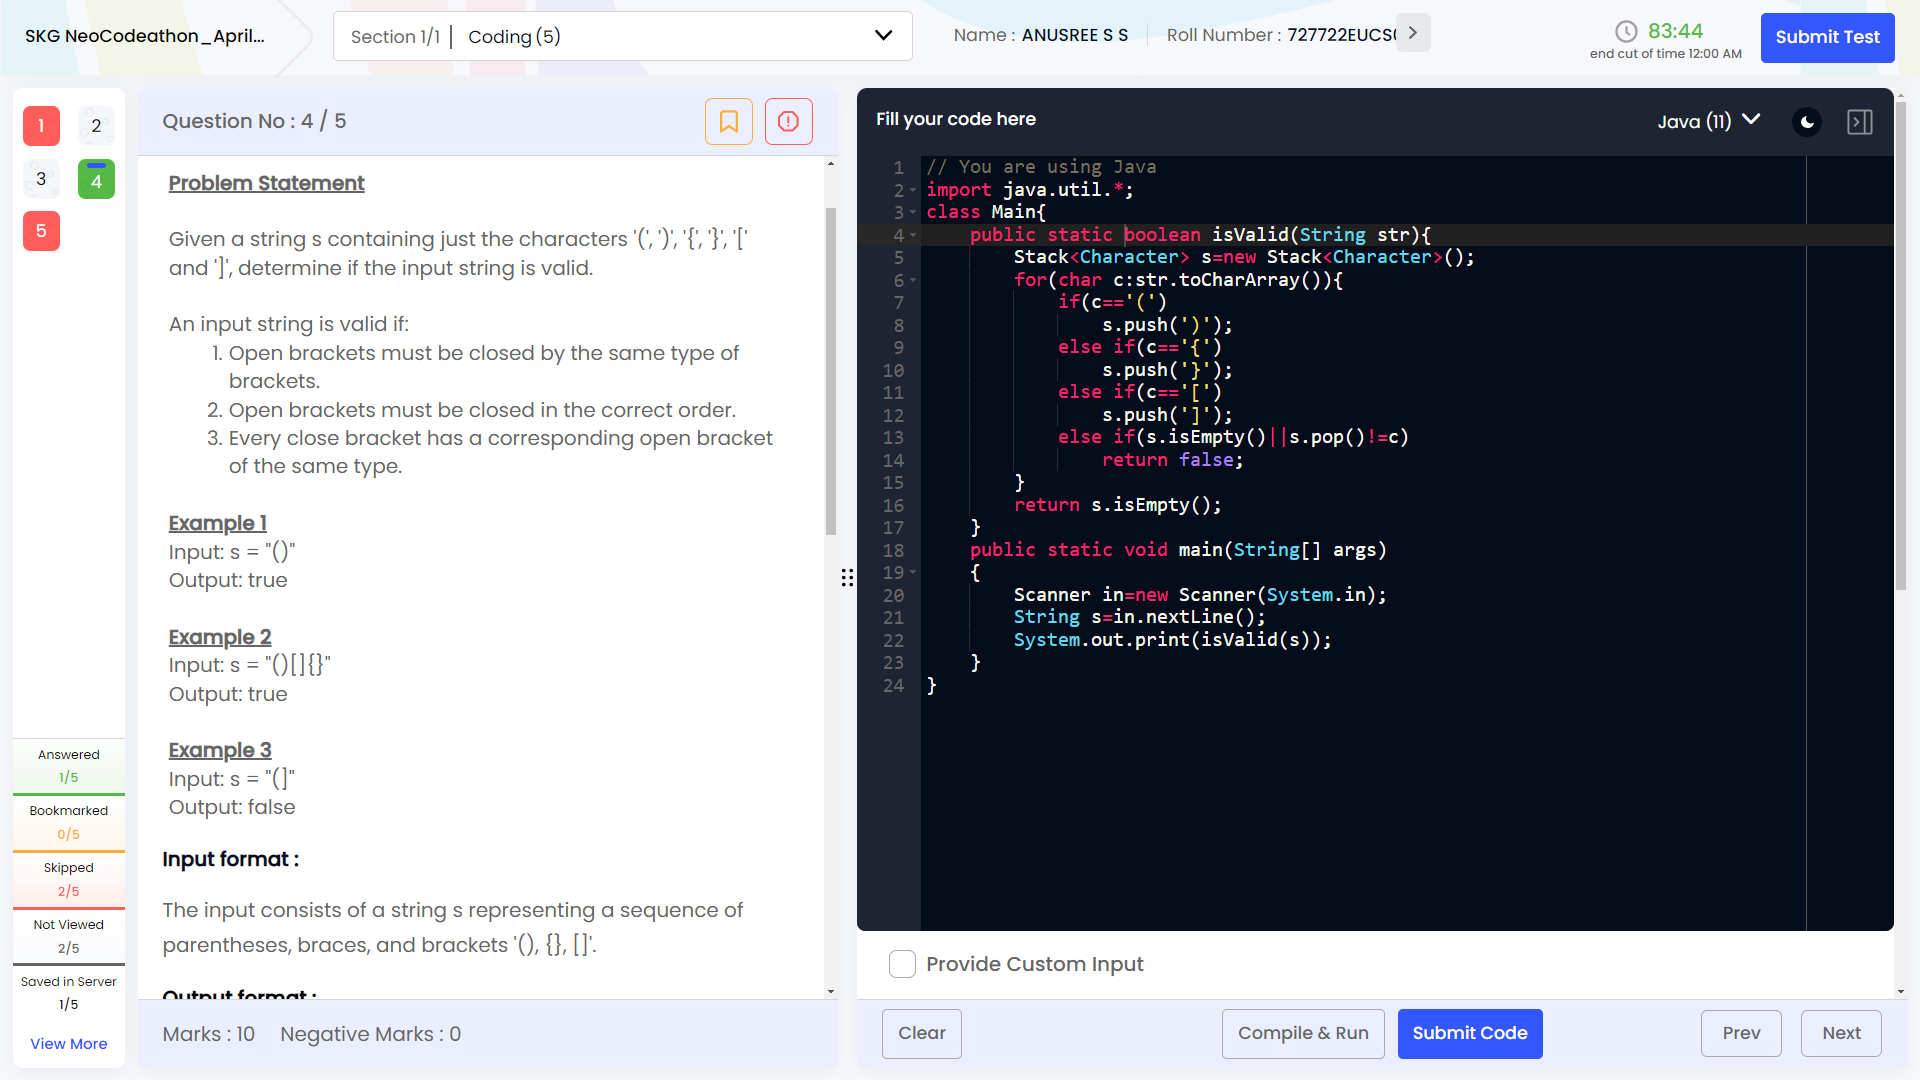 SKG NeoCodeathon_April...
Section 1/1 | Coding (5)
Name : ANUSREE S S
Roll Number : 727722EUCS
83:44
end cut of time 12:00 AM
Submit Test
1
2
3
4
5
Answered
1/5
Bookmarked
0/5
Skipped
2/5
Not Viewed
2/5
Saved in Server
1/5
View More
Question No : 4 / 5
Problem Statement
Given a string s containing just the characters '(', ')', '{', '}', '['
and ']', determine if the input string is valid.
An input string is valid if:
1. Open brackets must be closed by the same type of
brackets.
2. Open brackets must be closed in the correct order.
3. Every close bracket has a corresponding open bracket
of the same type.
Example 1
Input: s = "()"
Output: true
Example 2
Input: s = "()[]{}"
Output: true
Example 3
Input: s = "(]"
Output: false
Input format :
The input consists of a string s representing a sequence of
parentheses, braces, and brackets '(), {}, []'.
Output format :
Marks : 10 Negative Marks : 0
Fill your code here
Java (11)
1 // You are using Java
2 import java.util.*;
3 class Main{
4 public static boolean isValid(String str){
5 Stack<Character> s=new Stack<Character>();
6 for(char c:str.toCharArray()){
7 if(c=='(')
8 s.push(')');
9 else if(c=='{')
10 s.push('}');
11 else if(c=='[')
12 s.push(']');
13 else if(s.isEmpty()||s.pop()!=c)
14 return false;
15 }
16 return s.isEmpty();
17 }
18 public static void main(String[] args)
19 {
20 Scanner in=new Scanner(System.in);
21 String s=in.nextLine();
22 System.out.print(isValid(s));
23 }
24 }
Provide Custom Input
Clear
Compile & Run
Submit Code
Prev
Next